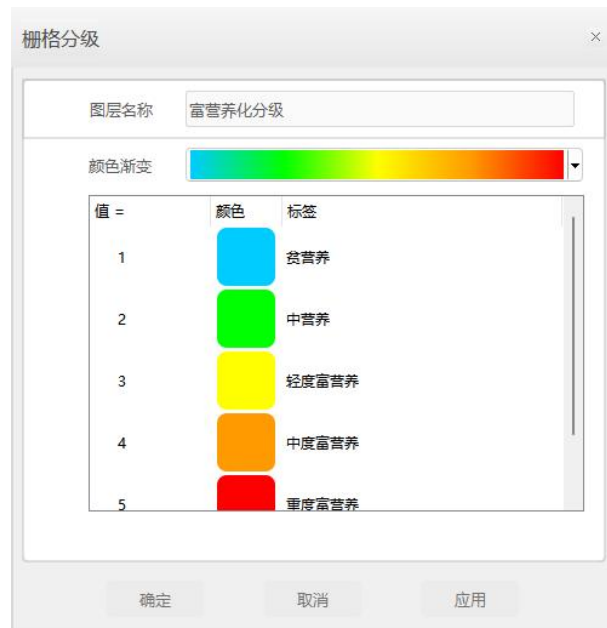 栅格分级
图层名称 富营养化分级
颜色渐变
值 = 颜色 标签
1 贫营养
2 中营养
3 轻度富营养
4 中度富营养
5 重度富营养
确定 取消 应用